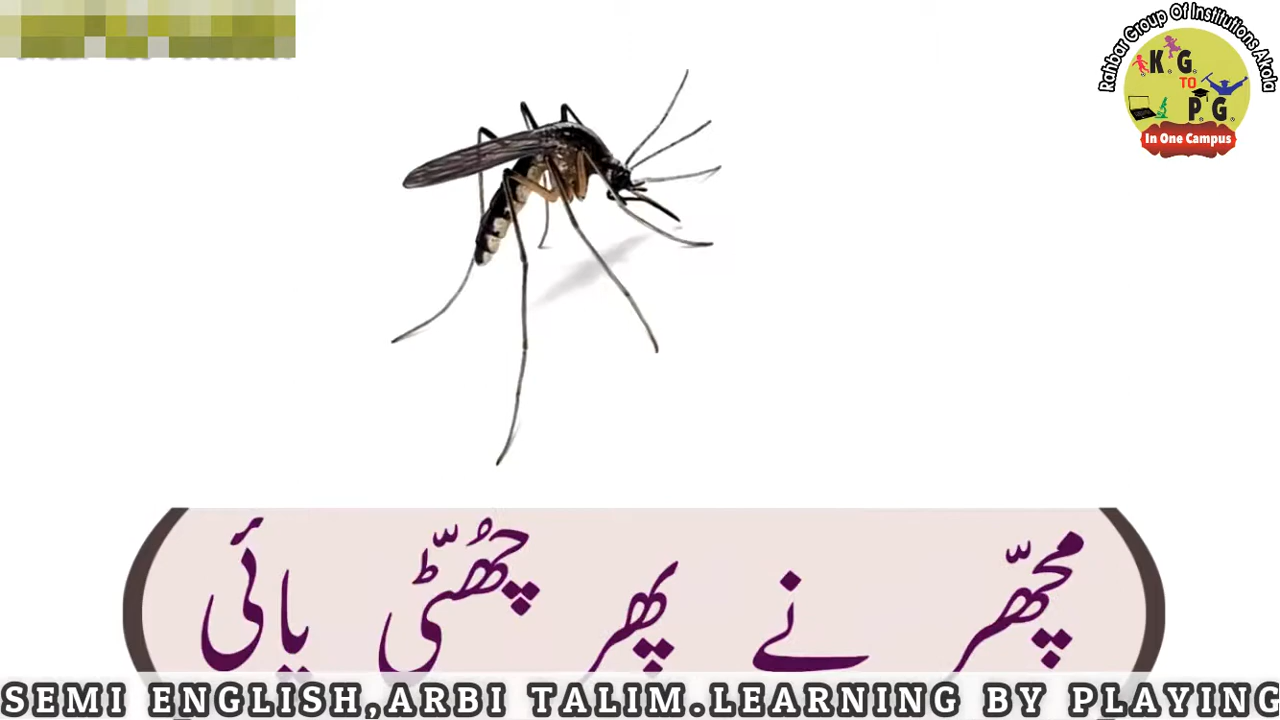 Rahbar Group Of Institutions Akola
K. G.
TO
P. G.
In One Campus
مچھّر نے پھر چھُٹّی پائی
SEMI ENGLISH,ARBI TALIM.LEARNING BY PLAYING